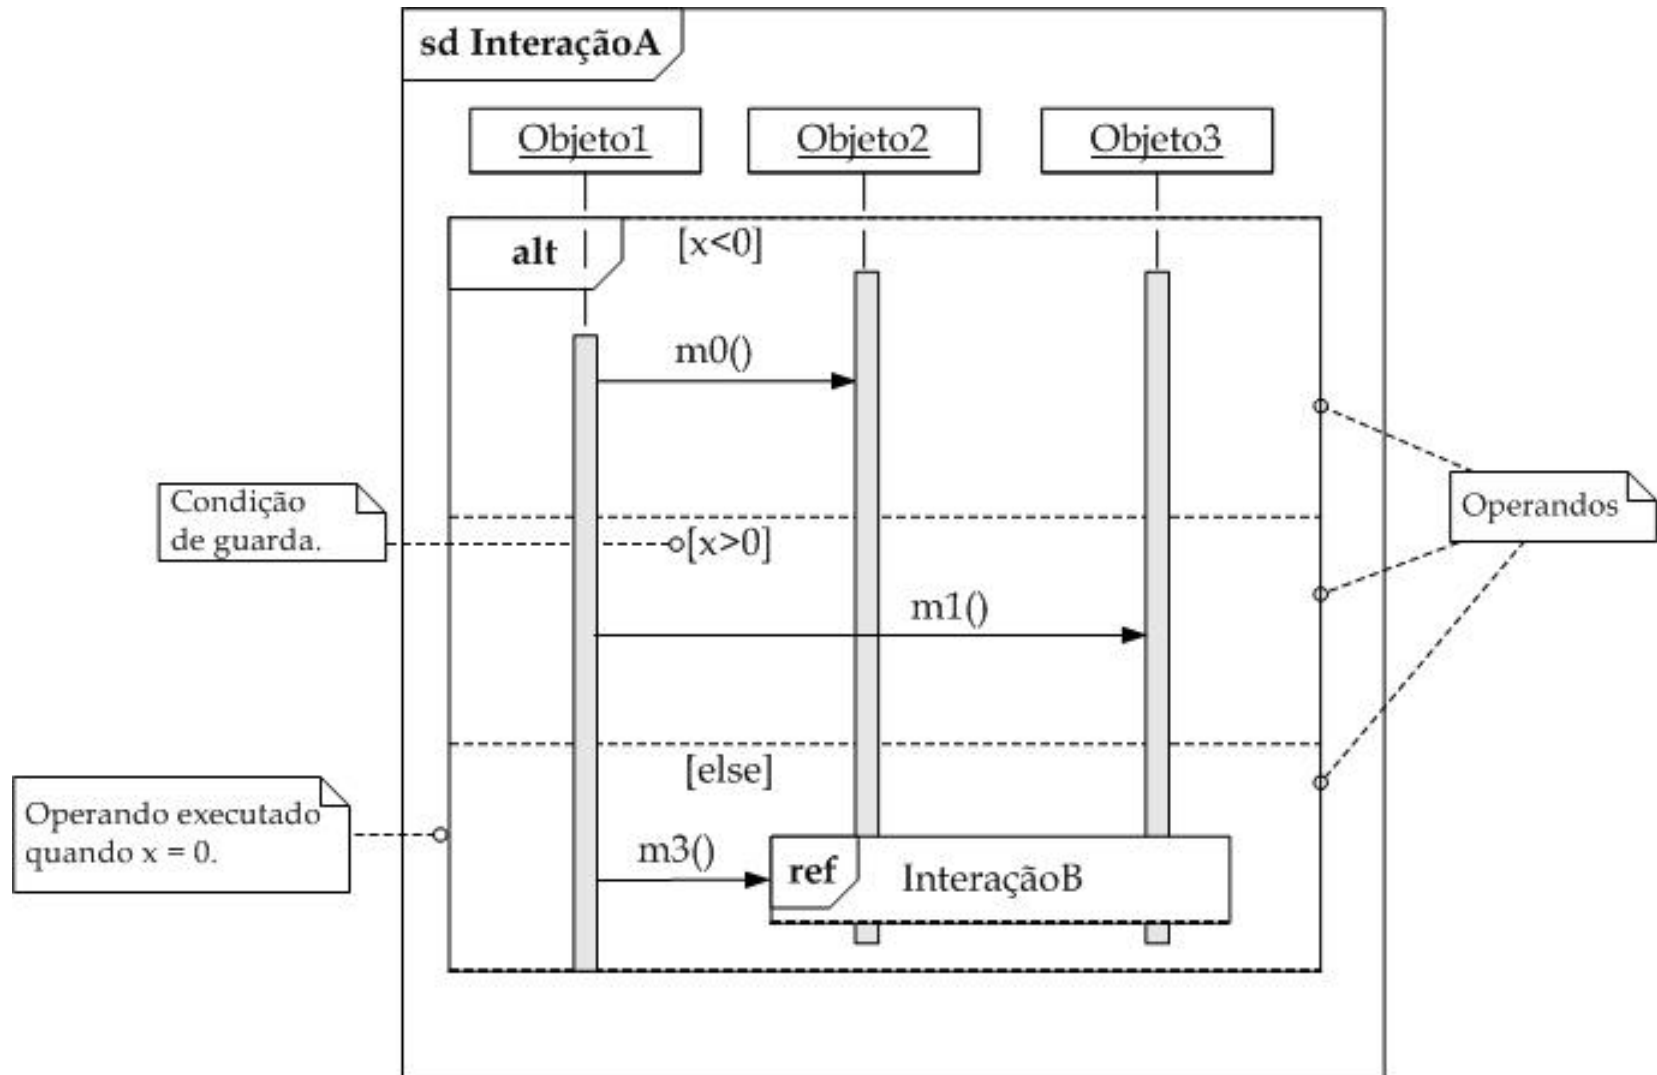 sd InteraçãoA
Objeto1
Objeto2
Objeto3
alt
[x<0]
m0()
Condição
de guarda.
[x>0]
Operandos
m1()
[else]
Operando executado
quando x = 0.
m3()
ref
InteraçãoB